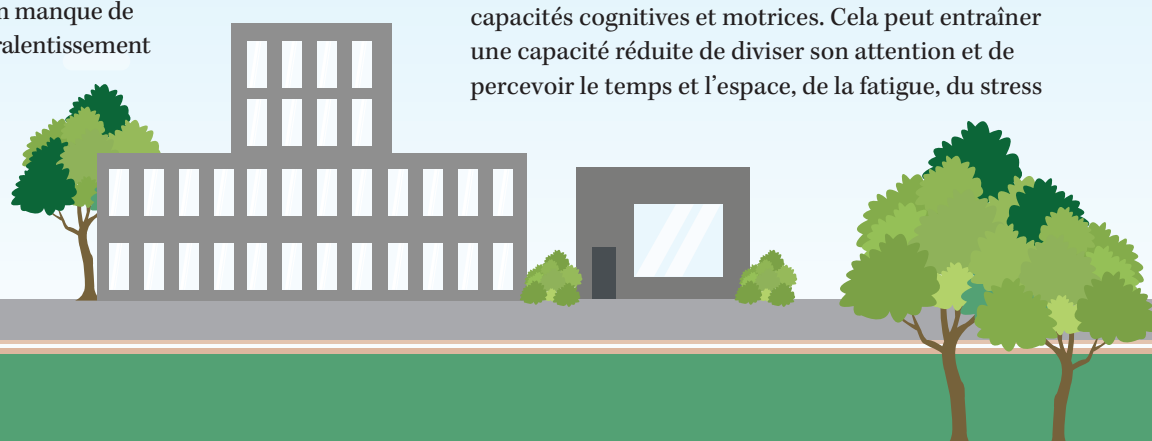 manque de
ralentissement
capacités cognitives et motrices. Cela peut entraîner
une capacité réduite de diviser son attention et de
percevoir le temps et l'espace, de la fatigue, du stress